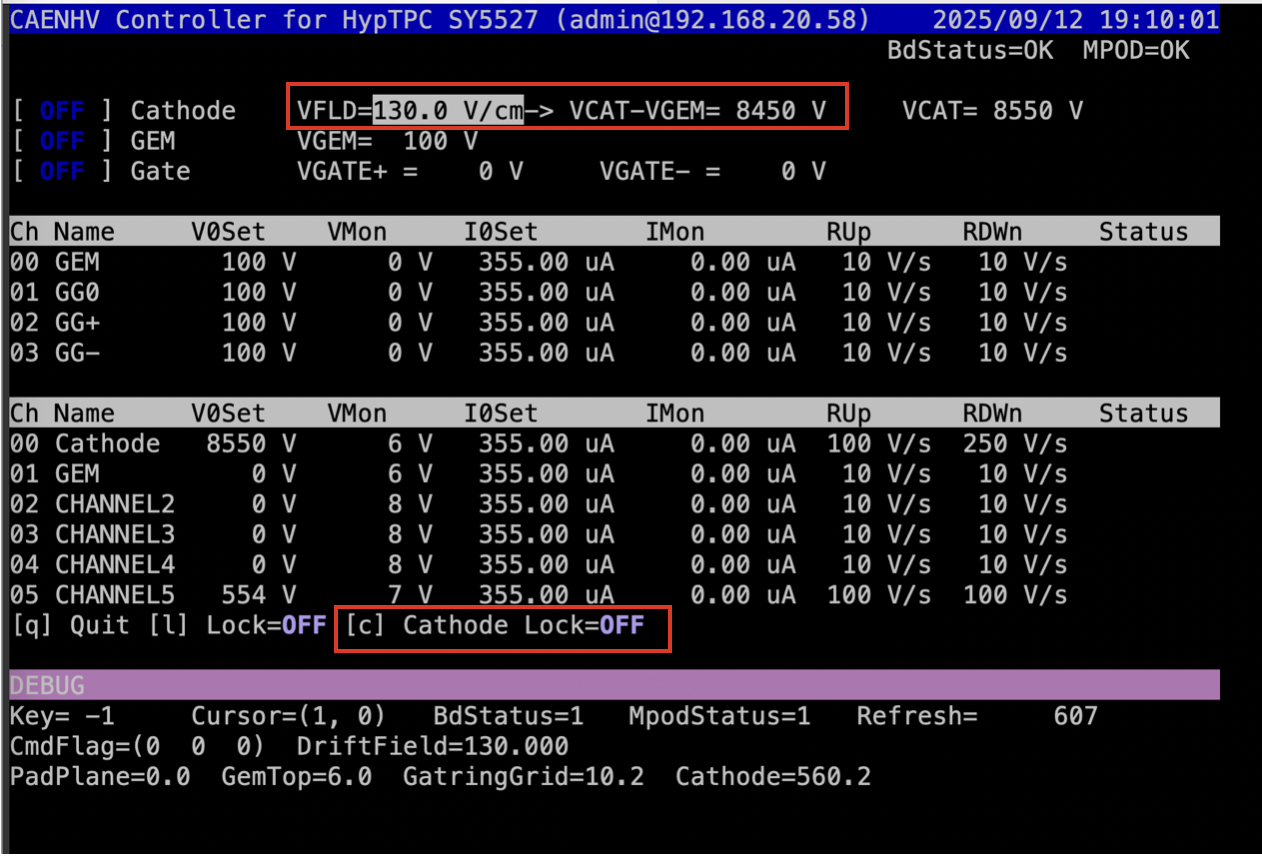 CAENHV Controller for HypTPC SY5527 (admin@192.168.20.58) 2025/09/12 19:10:01
BdStatus=OK MPOD=OK
[ OFF ] Cathode VFLD=130.0 V/cm-> VCAT-VGEM= 8450 V VCAT= 8550 V
[ OFF ] GEM VGEM= 100 V
[ OFF ] Gate VGATE+ = 0 V VGATE- = 0 V
Ch Name V0Set VMon I0Set IMon RUp RDWn Status
00 GEM 100 V 0 V 355.00 uA 0.00 uA 10 V/s 10 V/s
01 GG0 100 V 0 V 355.00 uA 0.00 uA 10 V/s 10 V/s
02 GG+ 100 V 0 V 355.00 uA 0.00 uA 10 V/s 10 V/s
03 GG- 100 V 0 V 355.00 uA 0.00 uA 10 V/s 10 V/s
Ch Name V0Set VMon I0Set IMon RUp RDWn Status
00 Cathode 8550 V 6 V 355.00 uA 0.00 uA 100 V/s 250 V/s
01 GEM 0 V 6 V 355.00 uA 0.00 uA 10 V/s 10 V/s
02 CHANNEL2 0 V 8 V 355.00 uA 0.00 uA 10 V/s 10 V/s
03 CHANNEL3 0 V 8 V 355.00 uA 0.00 uA 10 V/s 10 V/s
04 CHANNEL4 0 V 8 V 355.00 uA 0.00 uA 10 V/s 10 V/s
05 CHANNEL5 554 V 7 V 355.00 uA 0.00 uA 100 V/s 100 V/s
[q] Quit [l] Lock=OFF [c] Cathode Lock=OFF
DEBUG
Key= -1 Cursor=(1, 0) BdStatus=1 MpodStatus=1 Refresh= 607
CmdFlag=(0 0 0) DriftField=130.000
PadPlane=0.0 GemTop=6.0 GatringGrid=10.2 Cathode=560.2